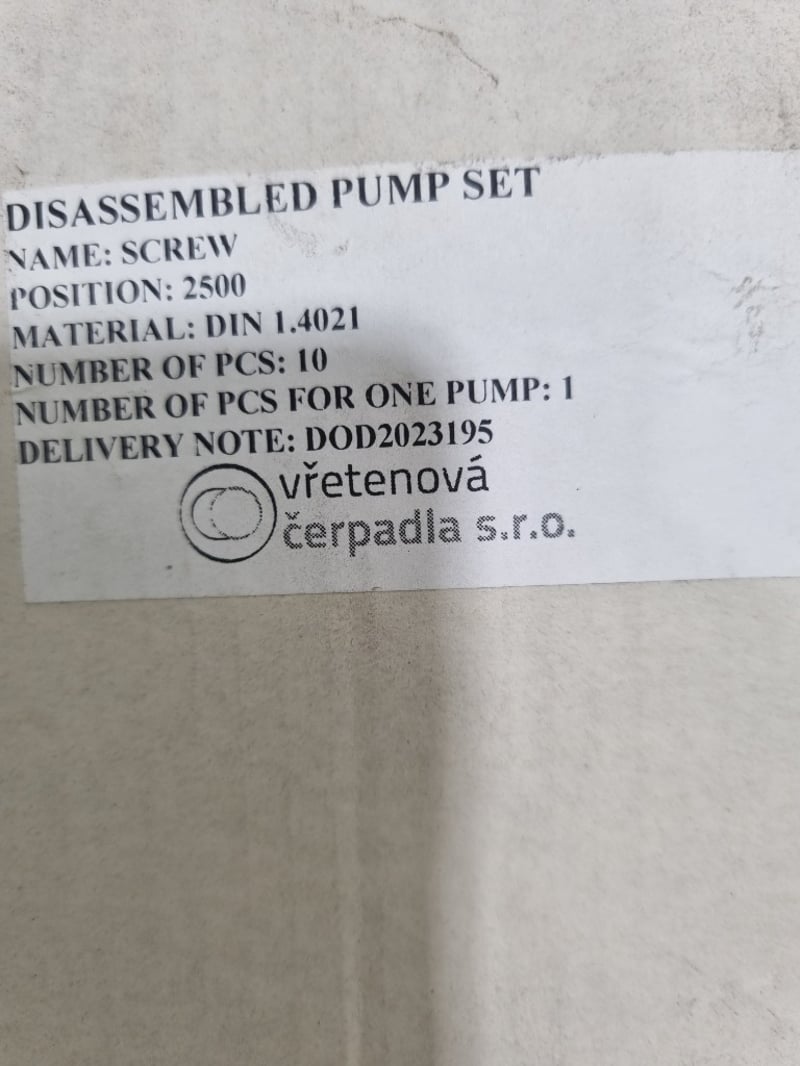 DISASSEMBLED PUMP SET
NAME: SCREW
POSITION: 2500
MATERIAL: DIN 1.4021
NUMBER OF PCS: 10
NUMBER OF PCS FOR ONE PUMP: 1
DELIVERY NOTE: DOD2023195
vřetenová
čerpadla s.r.o.